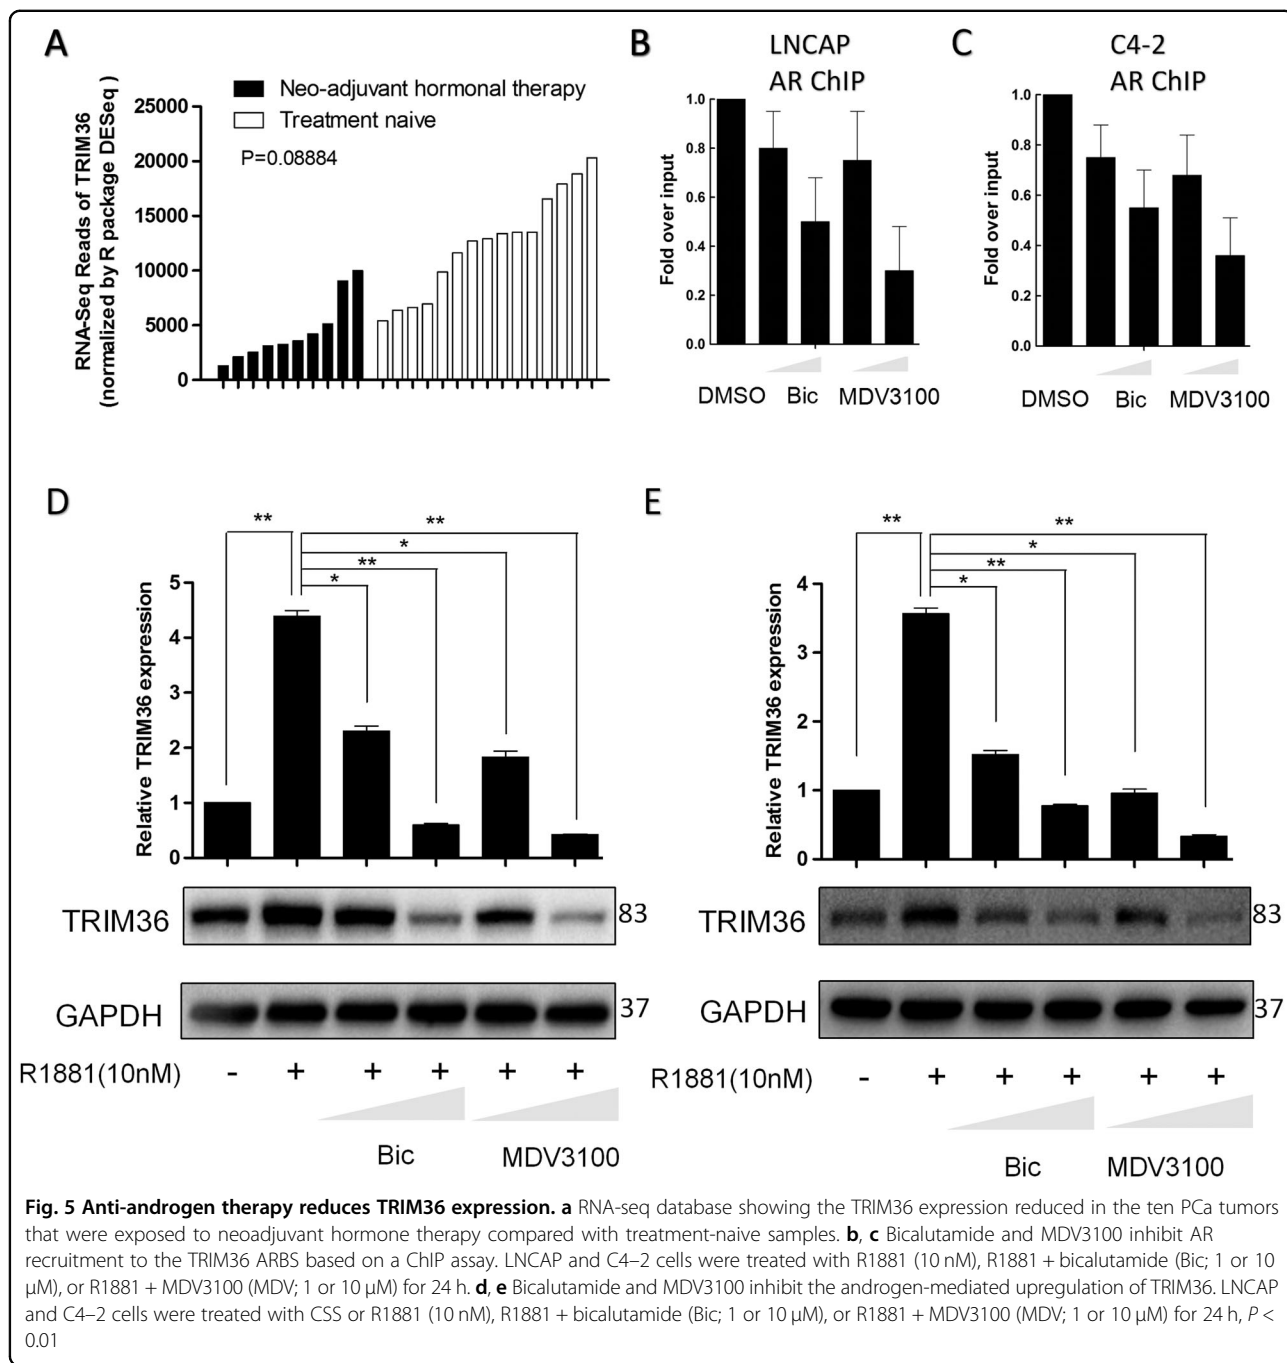 A
RNA-Seq Reads of TRIM36
(normalized by R package DESeq )
25000
20000
15000
10000
5000
0
Neo-adjuvant hormonal therapy
Treatment naive
P=0.08884
B
LNCAP
AR ChIP
Fold over input
1.0
0.8
0.6
0.4
0.2
0.0
DMSO Bic MDV3100
C
C4-2
AR ChIP
Fold over input
1.0
0.8
0.6
0.4
0.2
0.0
DMSO Bic MDV3100
D
** ** * ** *
Relative TRIM36 expression
5
4
3
2
1
0
TRIM36 83
GAPDH 37
R1881(10nM) - + + + + +
Bic MDV3100
E
** ** * ** *
Relative TRIM36 expression
4
3
2
1
0
TRIM36 83
GAPDH 37
R1881(10nM) - + + + + +
Bic MDV3100
Fig. 5 Anti-androgen therapy reduces TRIM36 expression. a RNA-seq database showing the TRIM36 expression reduced in the ten PCa tumors
that were exposed to neoadjuvant hormone therapy compared with treatment-naive samples. b, c Bicalutamide and MDV3100 inhibit AR
recruitment to the TRIM36 ARBS based on a ChIP assay. LNCAP and C4–2 cells were treated with R1881 (10 nM), R1881 + bicalutamide (Bic; 1 or 10
μM), or R1881 + MDV3100 (MDV; 1 or 10 μM) for 24 h. d, e Bicalutamide and MDV3100 inhibit the androgen-mediated upregulation of TRIM36. LNCAP
and C4–2 cells were treated with CSS or R1881 (10 nM), R1881 + bicalutamide (Bic; 1 or 10 μM), or R1881 + MDV3100 (MDV; 1 or 10 μM) for 24 h, P <
0.01